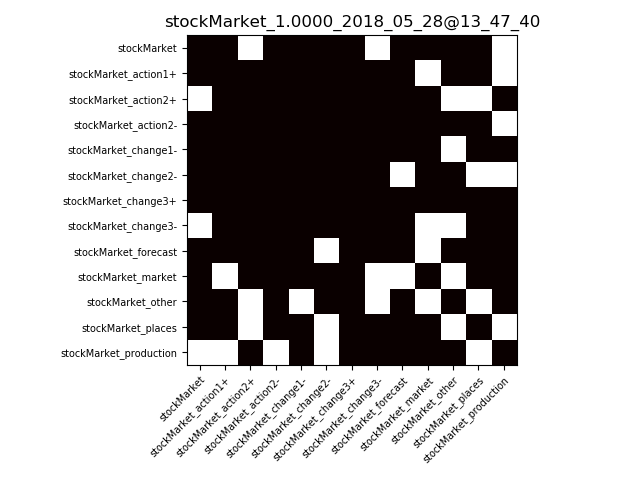 stockMarket_1.0000_2018_05_28@13_47_40
stockMarket
stockMarket_action1+
stockMarket_action2+
stockMarket_action2-
stockMarket_change1-
stockMarket_change2-
stockMarket_change3+
stockMarket_change3-
stockMarket_forecast
stockMarket_market
stockMarket_other
stockMarket_places
stockMarket_production
stockMarket
stockMarket_action1+
stockMarket_action2+
stockMarket_action2-
stockMarket_change1-
stockMarket_change2-
stockMarket_change3+
stockMarket_change3-
stockMarket_forecast
stockMarket_market
stockMarket_other
stockMarket_places
stockMarket_production